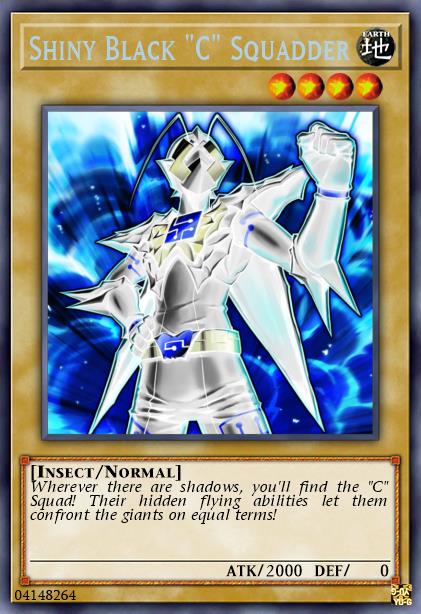 Shiny Black "C" Squadder
EARTH
地
[Insect/Normal]
Wherever there are shadows, you'll find the "C"
Squad! Their hidden flying abilities let them
confront the giants on equal terms!
ATK/2000 DEF/ 0
04148264